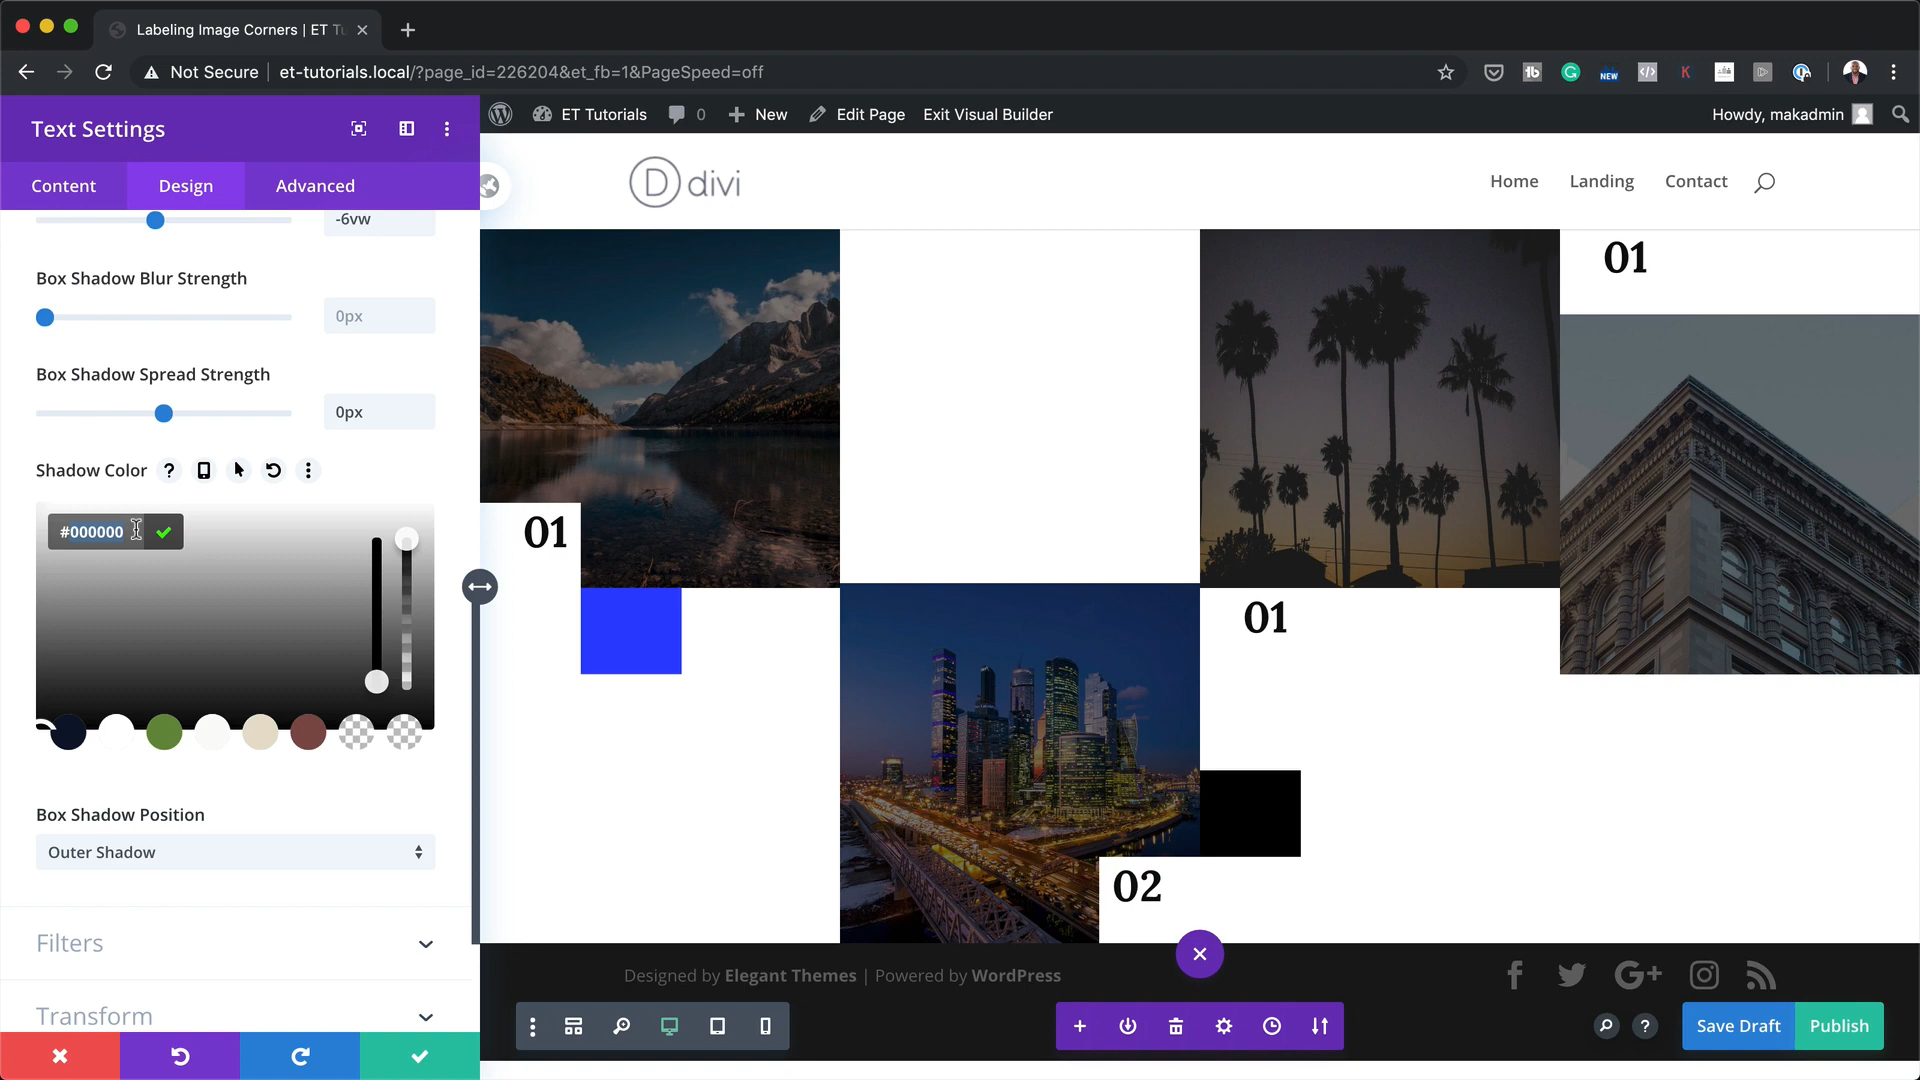 Labeling Image Corners | ET Tu
Not Secure
et-tutorials.local/?page_id=226204&et_fb=1&PageSpeed=off
NEW
ET Tutorials
0
New
Edit Page
Exit Visual Builder
Howdy, makadmin
Text Settings
Content
Design
Advanced
divi
Home
Landing
Contact
-6vw
Box Shadow Blur Strength
0px
Box Shadow Spread Strength
0px
Shadow Color
#000000
Box Shadow Position
Outer Shadow
Filters
Transform
01
01
01
02
Designed by Elegant Themes | Powered by WordPress
Save Draft
Publish